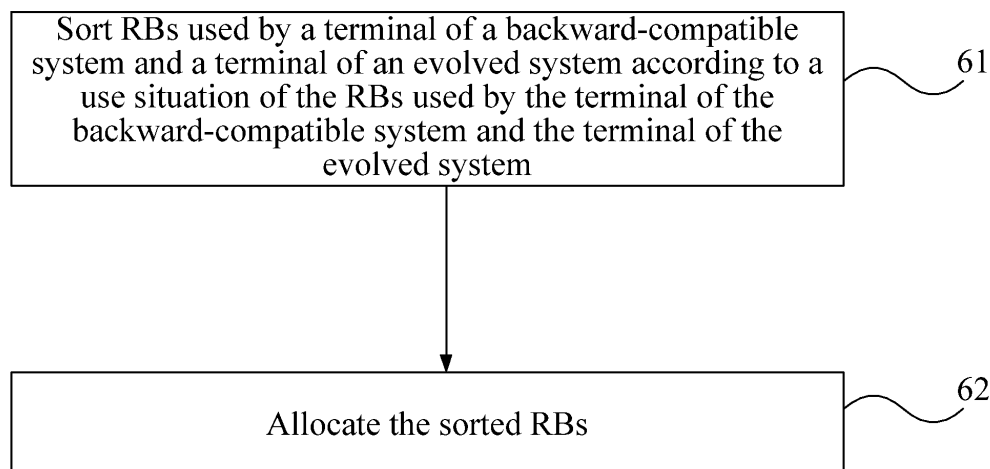 Sort RBs used by a terminal of a backward-compatible
system and a terminal of an evolved system according to a
use situation of the RBs used by the terminal of the
backward-compatible system and the terminal of the
evolved system
61
Allocate the sorted RBs
62